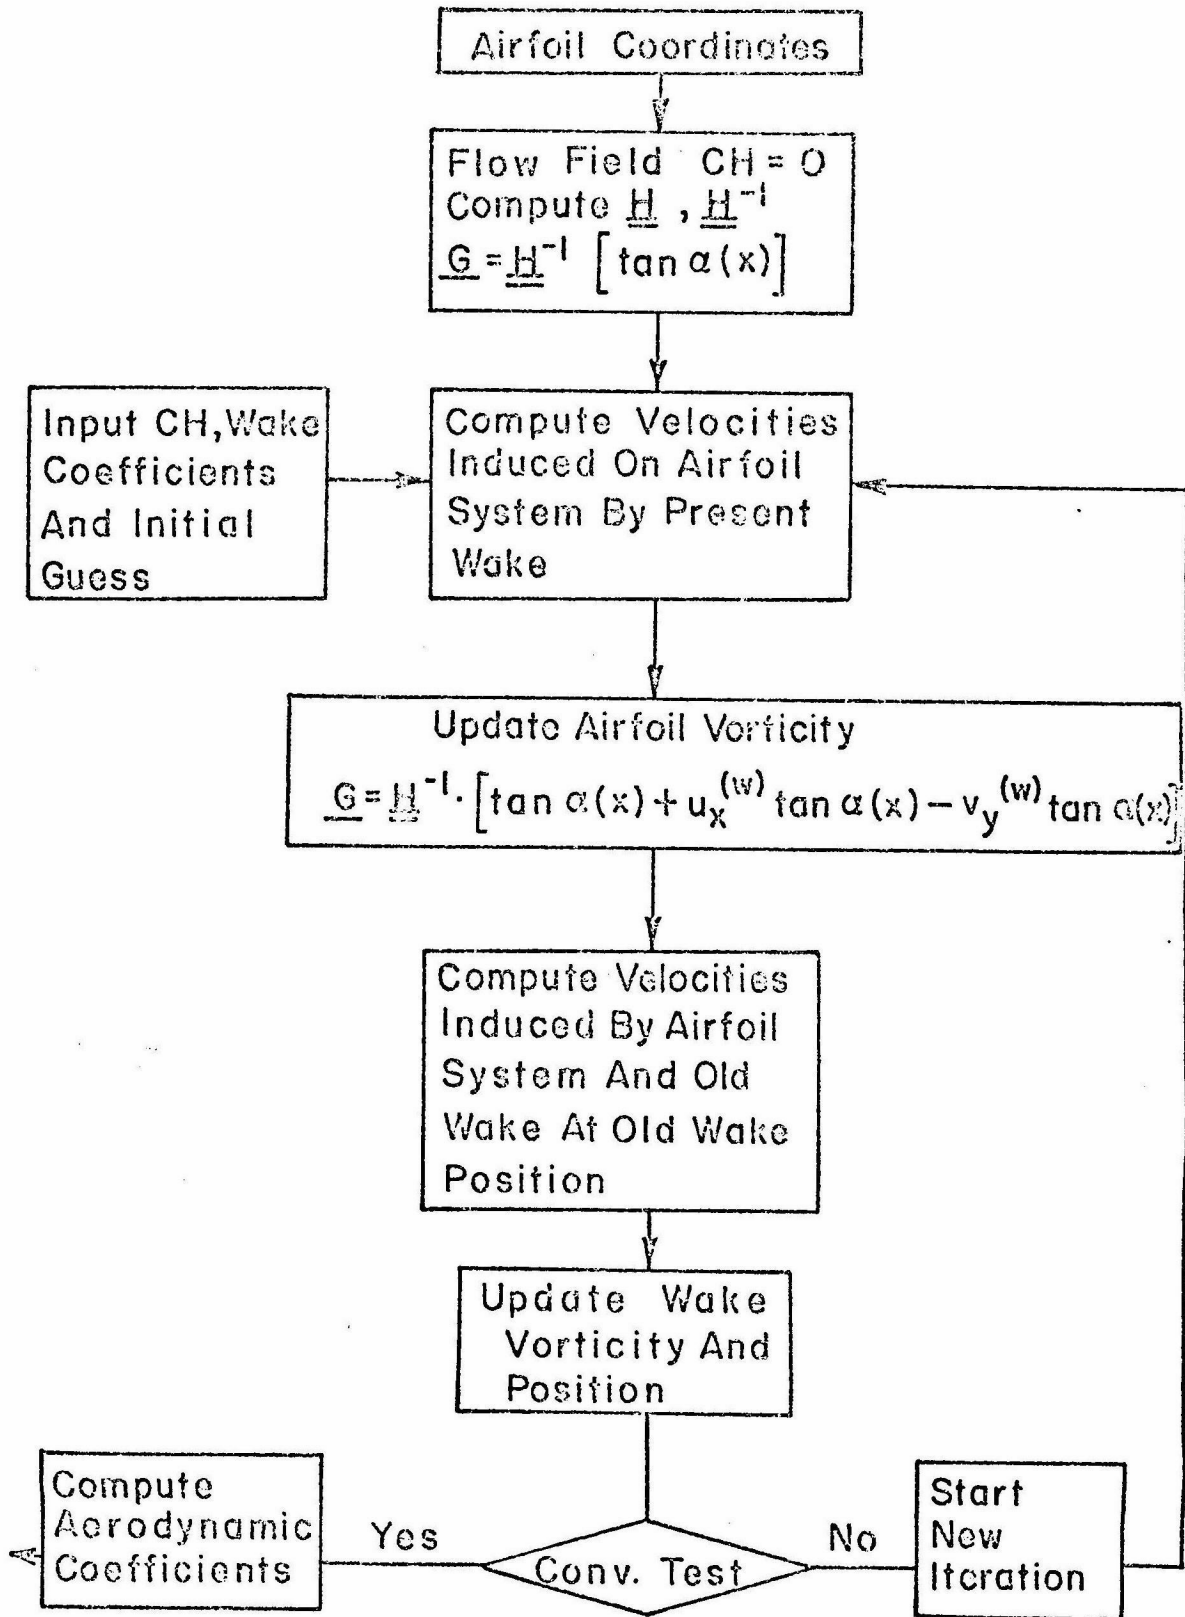 Airfoil Coordinates
Flow Field CH = 0
Compute H , H⁻¹
G = H⁻¹ [tan α(x)]
Input CH, Wake
Coefficients
And Initial
Guess
Compute Velocities
Induced On Airfoil
System By Present
Wake
Update Airfoil Vorticity
G = H⁻¹ · [tan α(x) + uₓ^(w) tan α(x) − v_y^(w) tan α(x)]
Compute Velocities
Induced By Airfoil
System And Old
Wake At Old Wake
Position
Update Wake
Vorticity And
Position
Compute
Aerodynamic
Coefficients
Yes
Conv. Test
No
Start
New
Iteration